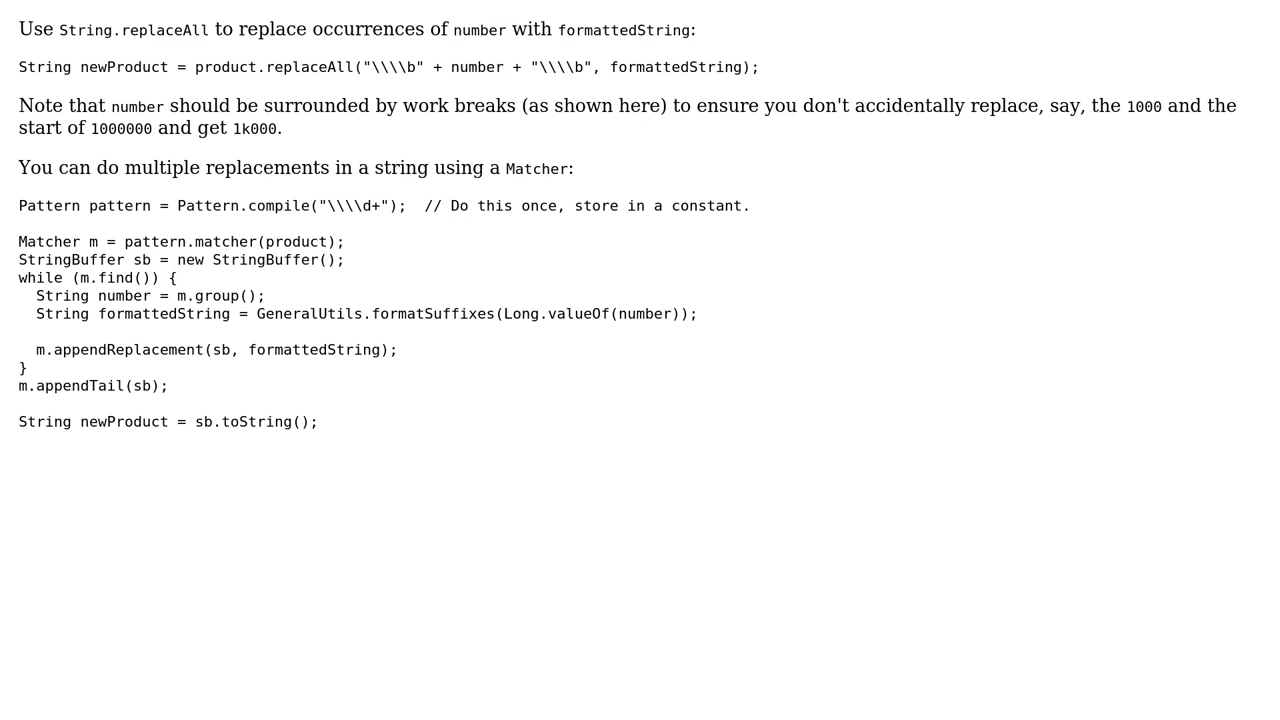 Use String.replaceAll to replace occurrences of number with formattedString:
String newProduct = product.replaceAll("\\\\b" + number + "\\\\b", formattedString);
Note that number should be surrounded by work breaks (as shown here) to ensure you don't accidentally replace, say, the 1000 and the
start of 1000000 and get 1k000.
You can do multiple replacements in a string using a Matcher:
Pattern pattern = Pattern.compile("\\\\d+");  // Do this once, store in a constant.
Matcher m = pattern.matcher(product);
StringBuffer sb = new StringBuffer();
while (m.find()) {
  String number = m.group();
  String formattedString = GeneralUtils.formatSuffixes(Long.valueOf(number));
  m.appendReplacement(sb, formattedString);
}
m.appendTail(sb);
String newProduct = sb.toString();